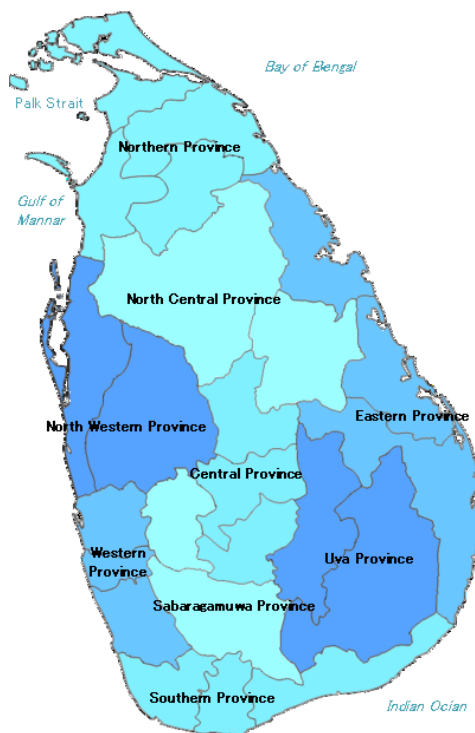 Bay of Bengal
Palk Strait
Northern Province
Gulf of
Mannar
North Central Province
Eastern Province
North Western Province
Central Province
Western
Province
Uva Province
Sabaragamuwa Province
Southern Province
Indian Ocian